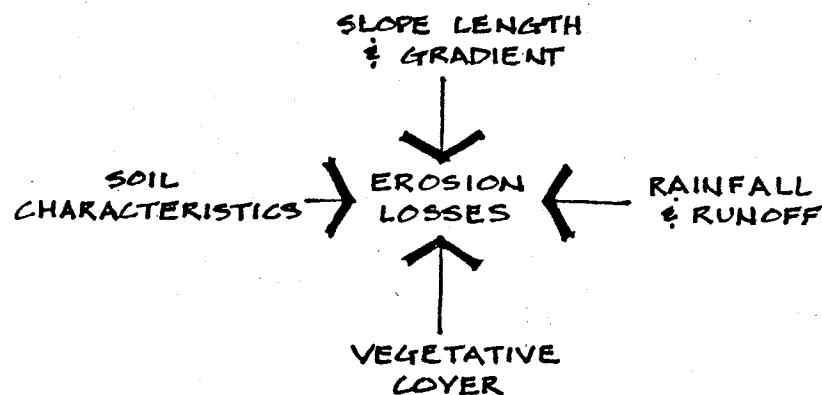 SLOPE LENGTH
& GRADIENT
SOIL
CHARACTERISTICS
EROSION
LOSSES
RAINFALL
& RUNOFF
VEGETATIVE
COVER